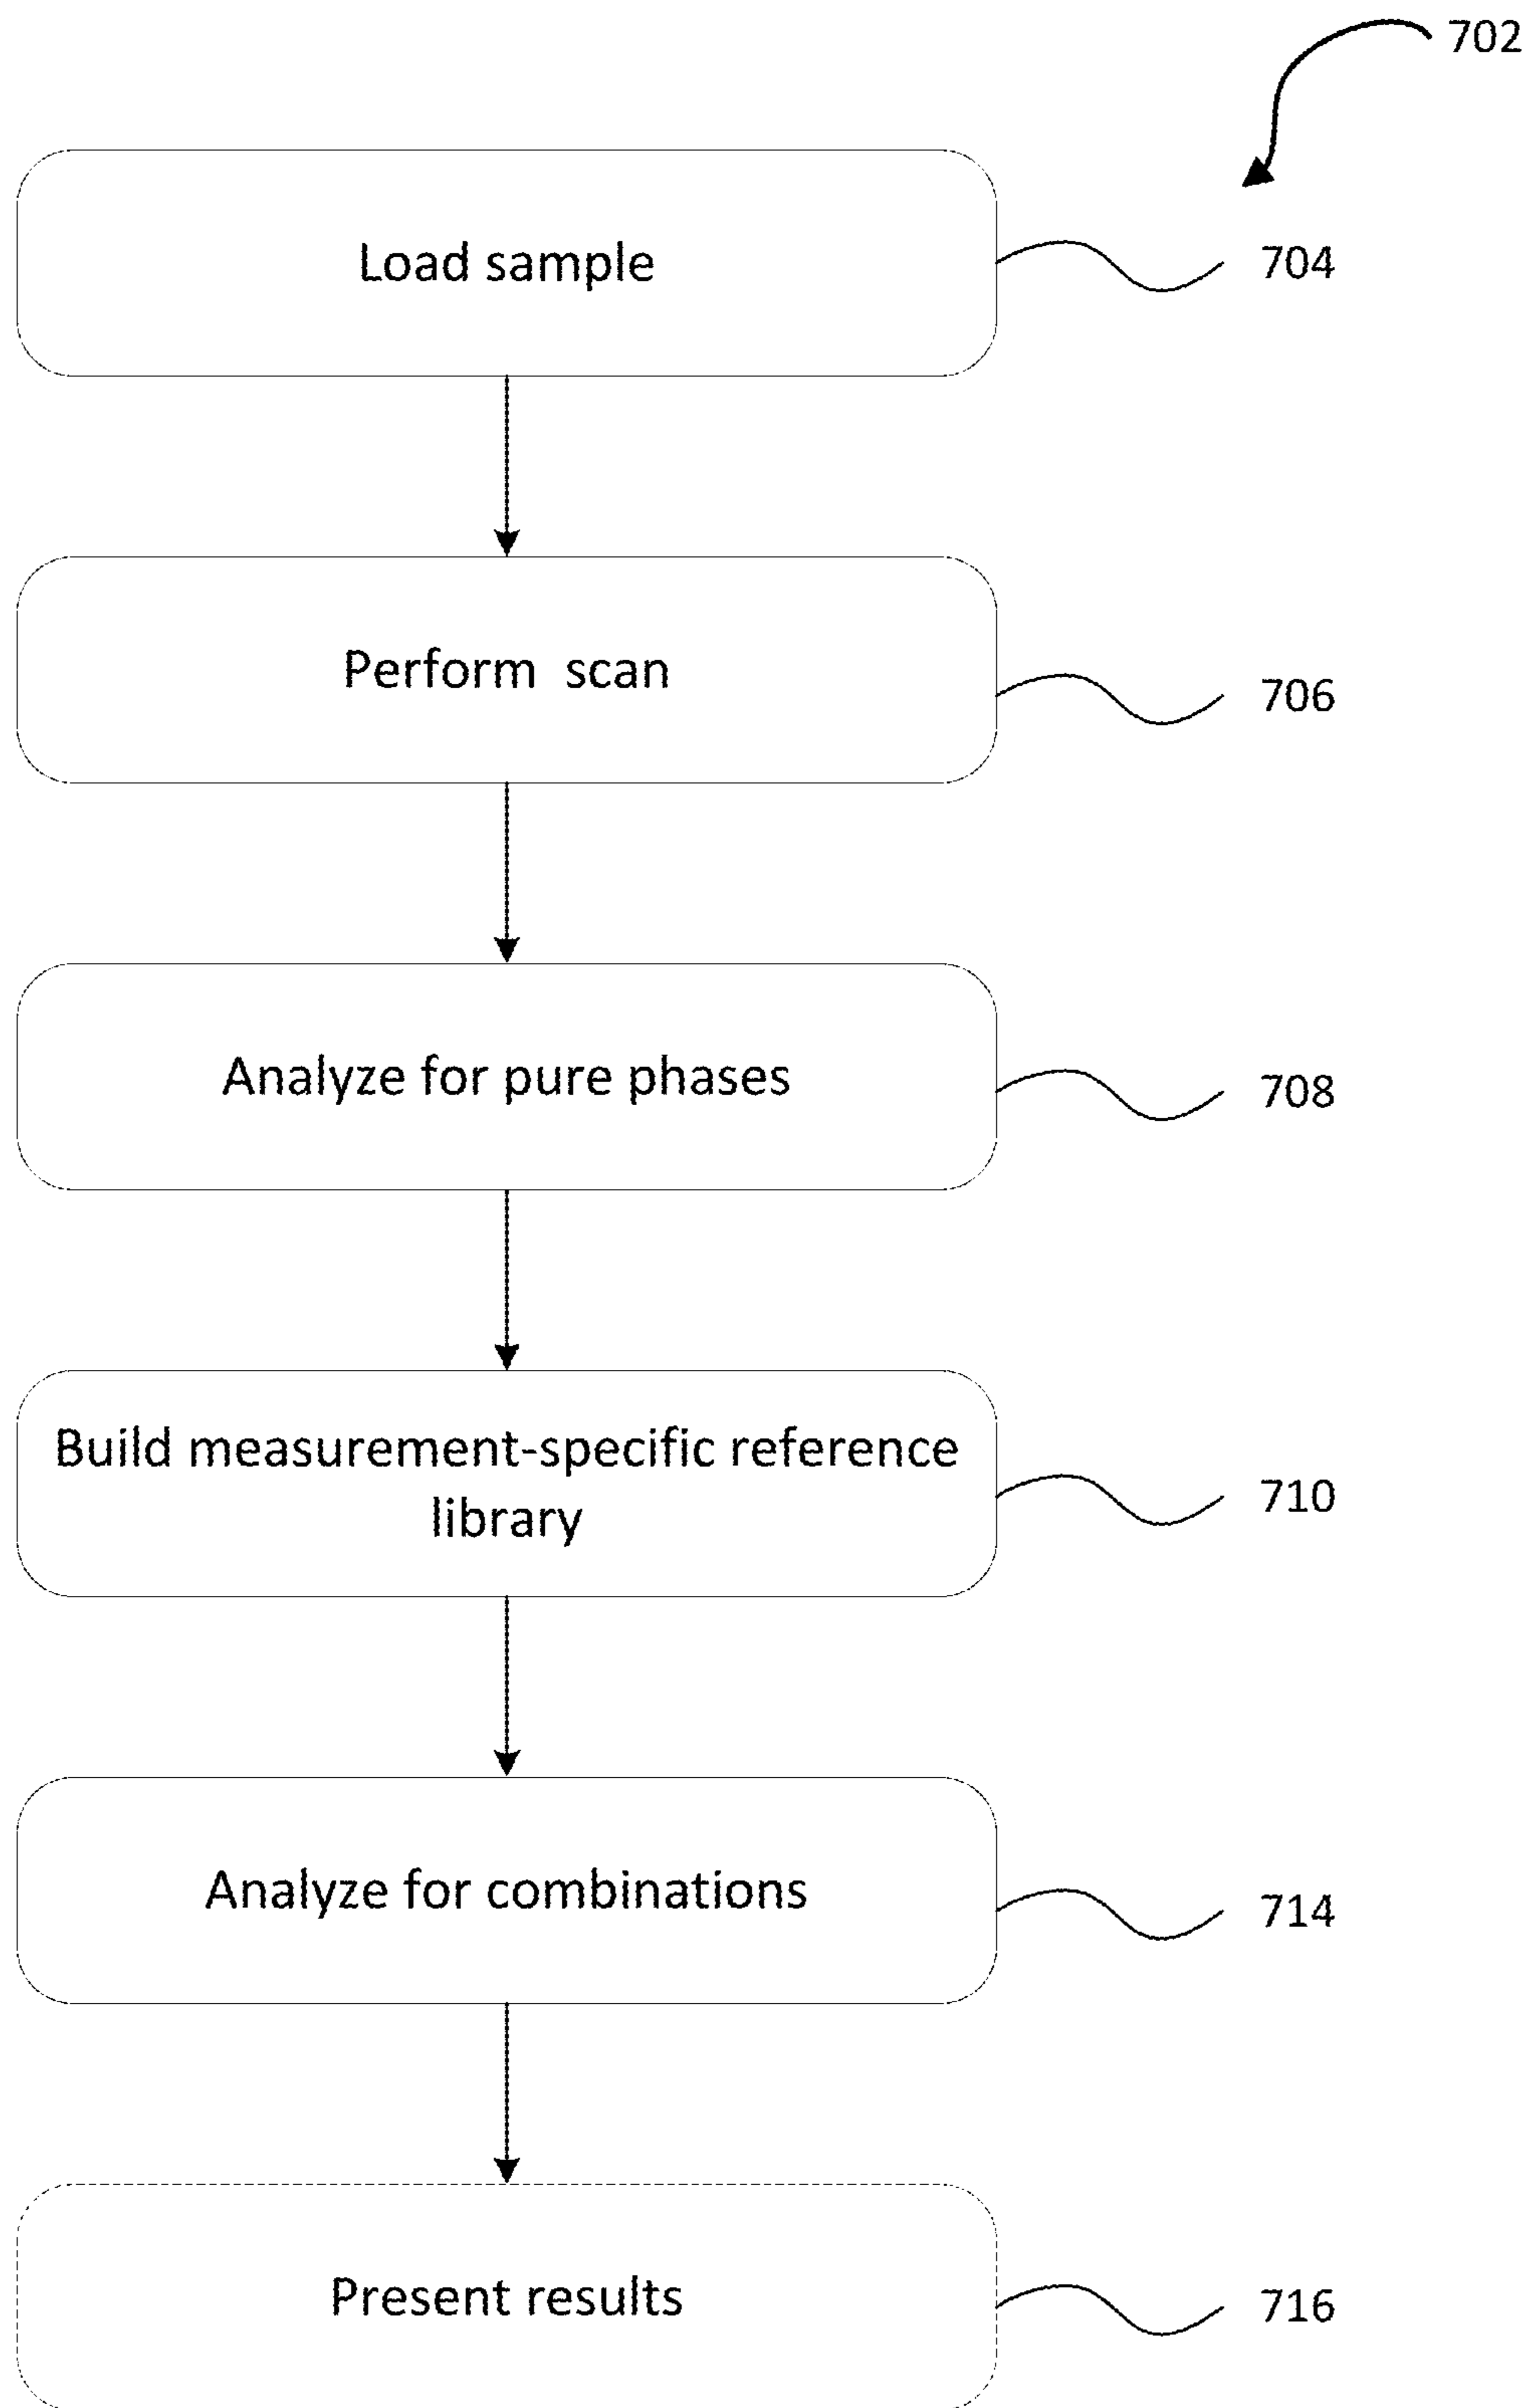 702
Load sample
704
Perform  scan
706
Analyze for pure phases
708
Build measurement-specific reference
library
710
Analyze for combinations
714
Present results
716